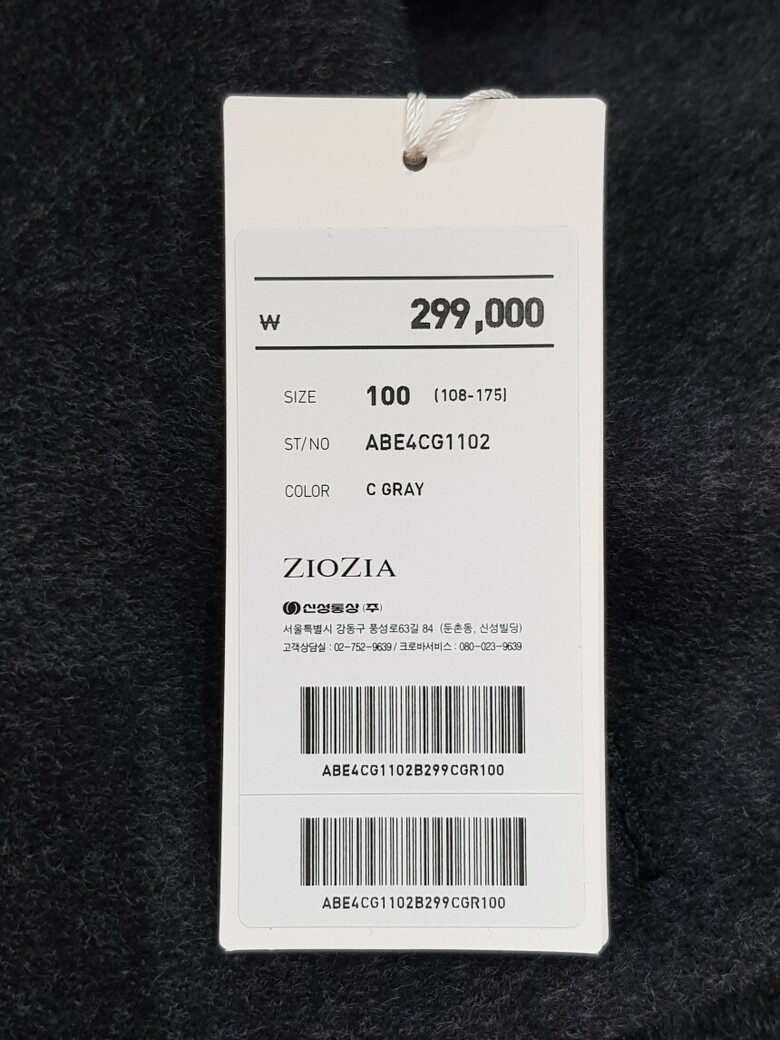 ₩ 299,000
SIZE 100 (108-175)
ST/NO ABE4CG1102
COLOR C GRAY
ZIOZIA
신성통상(주)
서울특별시 강동구 풍성로63길 84 (둔촌동, 신성빌딩)
고객상담실 : 02-752-9639 / 크로바서비스 : 080-023-9639
ABE4CG1102B299CGR100
ABE4CG1102B299CGR100